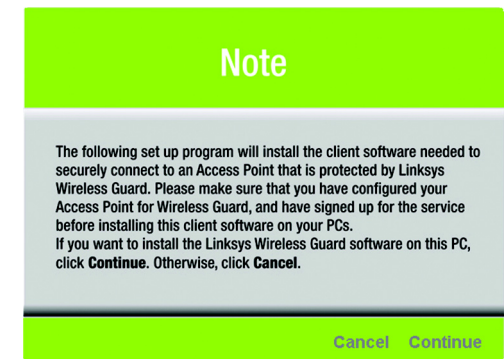 Note
The following set up program will install the client software needed to
securely connect to an Access Point that is protected by Linksys
Wireless Guard. Please make sure that you have configured your
Access Point for Wireless Guard, and have signed up for the service
before installing this client software on your PCs.
If you want to install the Linksys Wireless Guard software on this PC,
click Continue. Otherwise, click Cancel.
Cancel Continue